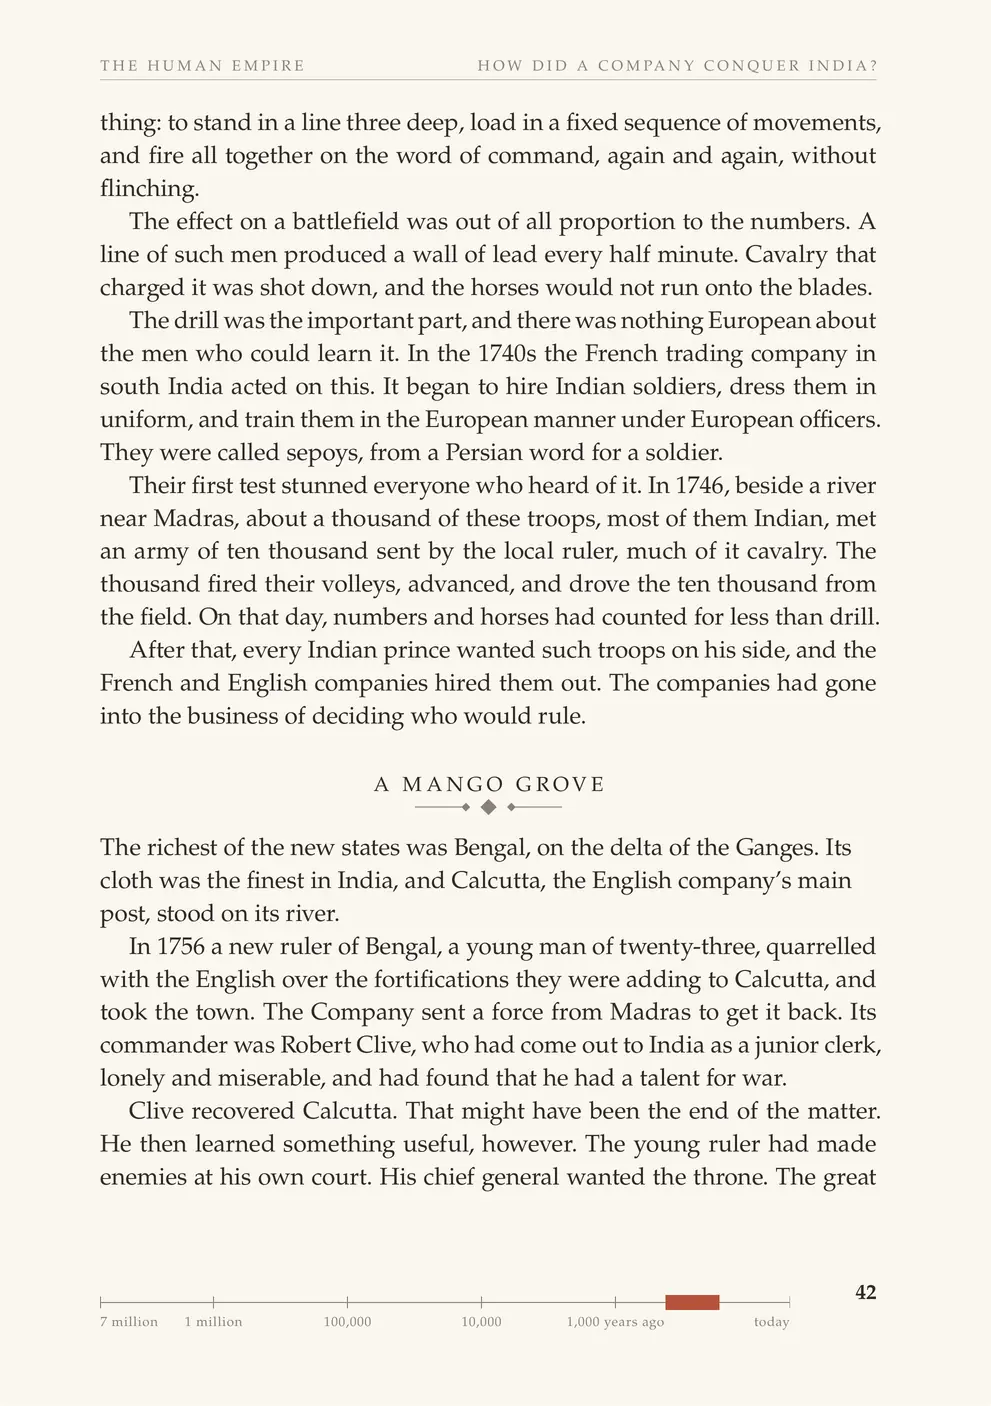 THE HUMAN EMPIRE
HOW DID A COMPANY CONQUER INDIA?
thing: to stand in a line three deep, load in a fixed sequence of movements,
and fire all together on the word of command, again and again, without
flinching.
The effect on a battlefield was out of all proportion to the numbers. A
line of such men produced a wall of lead every half minute. Cavalry that
charged it was shot down, and the horses would not run onto the blades.
The drill was the important part, and there was nothing European about
the men who could learn it. In the 1740s the French trading company in
south India acted on this. It began to hire Indian soldiers, dress them in
uniform, and train them in the European manner under European officers.
They were called sepoys, from a Persian word for a soldier.
Their first test stunned everyone who heard of it. In 1746, beside a river
near Madras, about a thousand of these troops, most of them Indian, met
an army of ten thousand sent by the local ruler, much of it cavalry. The
thousand fired their volleys, advanced, and drove the ten thousand from
the field. On that day, numbers and horses had counted for less than drill.
After that, every Indian prince wanted such troops on his side, and the
French and English companies hired them out. The companies had gone
into the business of deciding who would rule.
A MANGO GROVE
The richest of the new states was Bengal, on the delta of the Ganges. Its
cloth was the finest in India, and Calcutta, the English company's main
post, stood on its river.
In 1756 a new ruler of Bengal, a young man of twenty-three, quarrelled
with the English over the fortifications they were adding to Calcutta, and
took the town. The Company sent a force from Madras to get it back. Its
commander was Robert Clive, who had come out to India as a junior clerk,
lonely and miserable, and had found that he had a talent for war.
Clive recovered Calcutta. That might have been the end of the matter.
He then learned something useful, however. The young ruler had made
enemies at his own court. His chief general wanted the throne. The great
42
7 million 1 million 100,000 10,000 1,000 years ago today